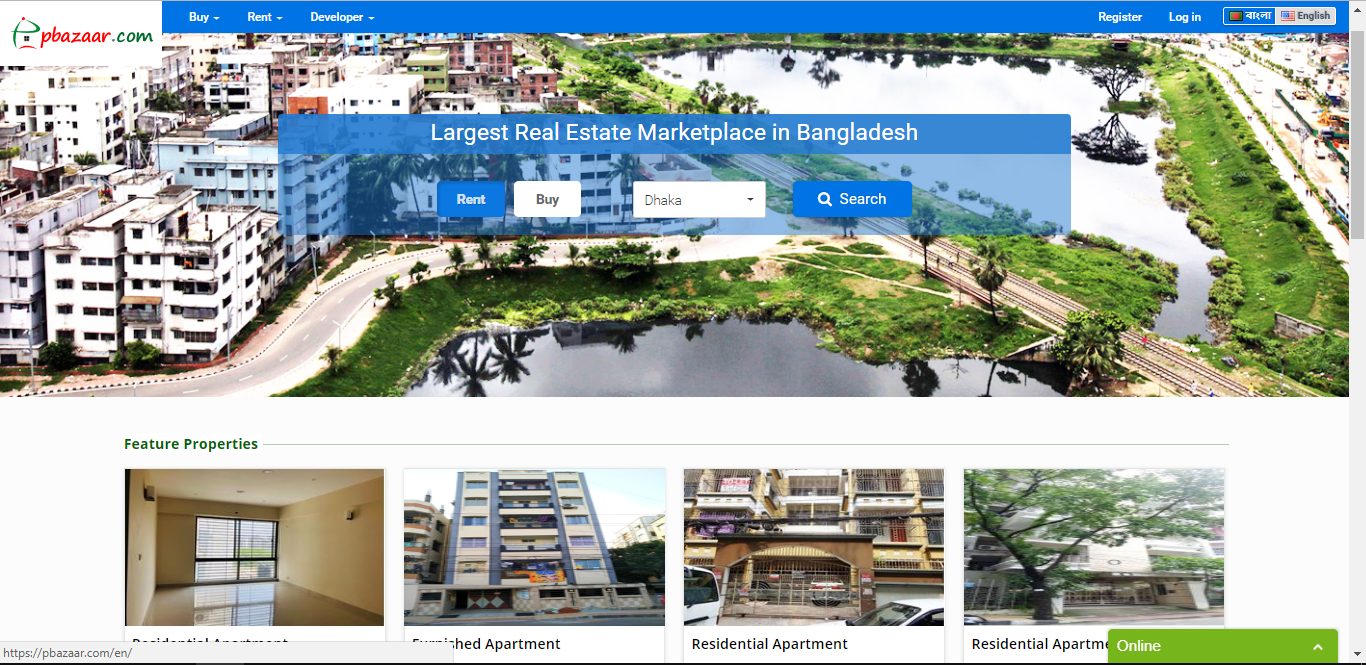 pbazaar.com
Buy Rent Developer Register Log in বাংলা English
Largest Real Estate Marketplace in Bangladesh
Rent Buy Dhaka Search
Feature Properties
Residential Apartment Furnished Apartment Residential Apartment Residential Apartme
Online
https://pbazaar.com/en/